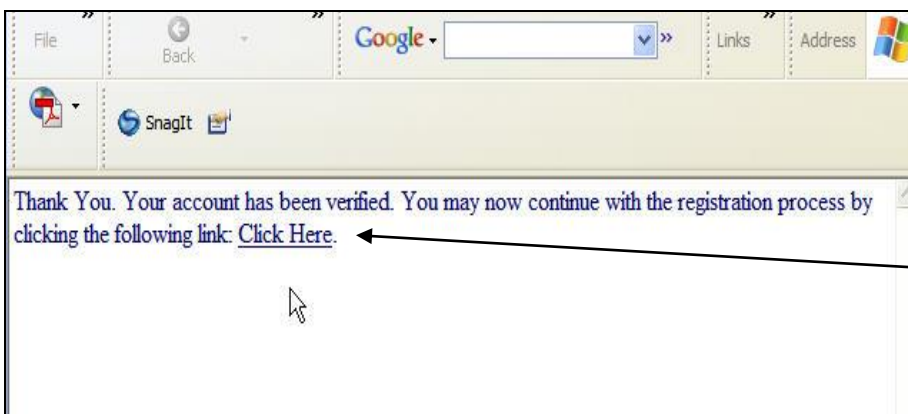 File
Back
Google
Links
Address
SnagIt
Thank You. Your account has been verified. You may now continue with the registration process by
clicking the following link: Click Here.